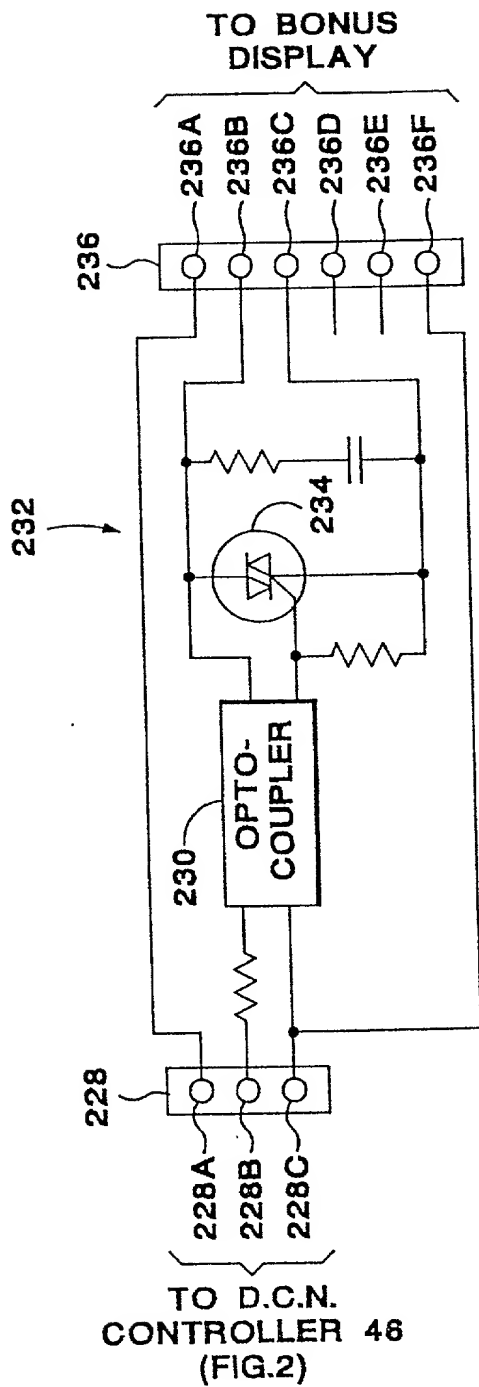 232
236
TO BONUS
DISPLAY
236A
236B
236C
236D
236E
236F
234
230
OPTO-
COUPLER
228
228A
228B
228C
TO D.C.N.
CONTROLLER 46
(FIG.2)